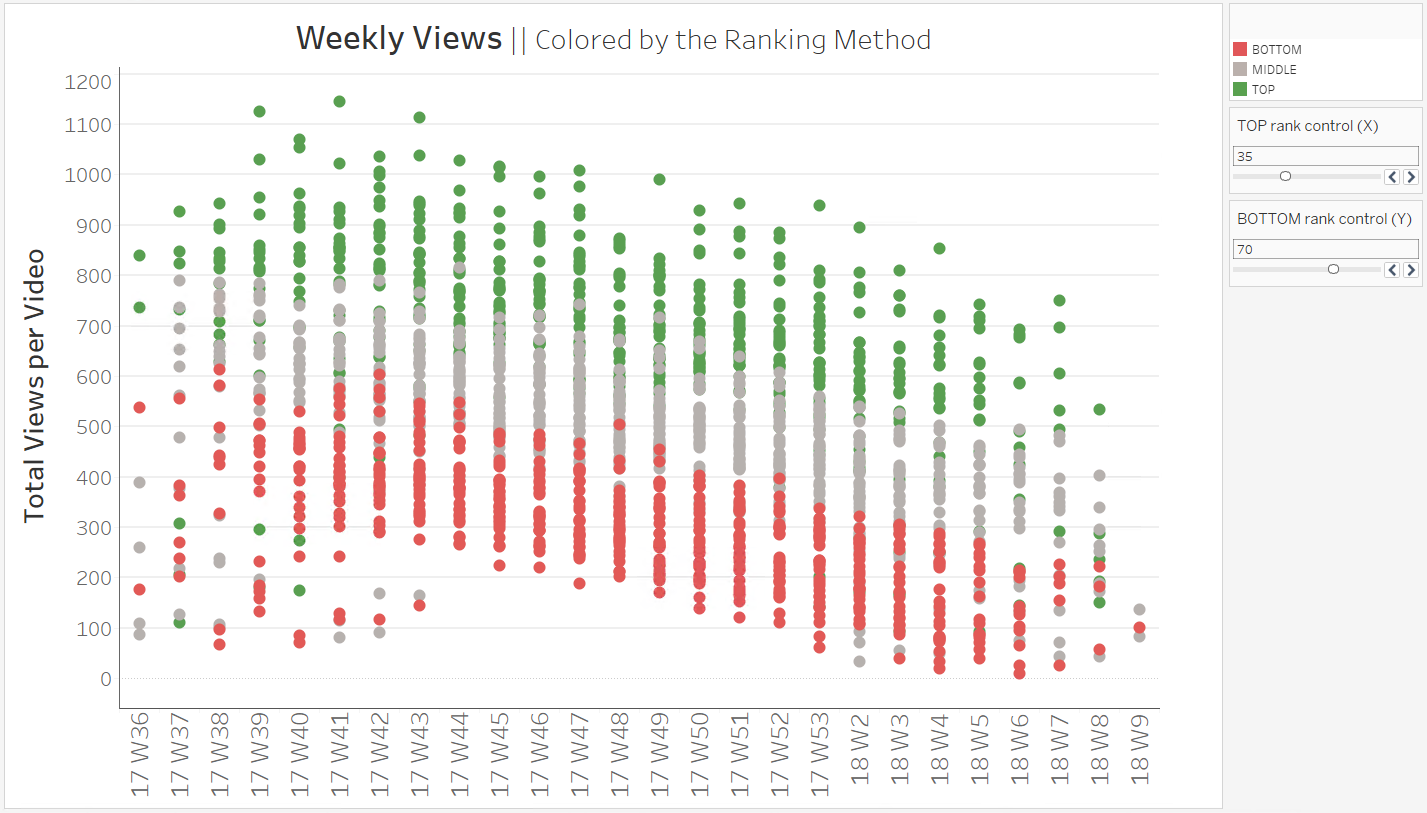 Weekly Views || Colored by the Ranking Method
Total Views per Video
1200
1100
1000
900
800
700
600
500
400
300
200
100
0
17 W36
17 W37
17 W38
17 W39
17 W40
17 W41
17 W42
17 W43
17 W44
17 W45
17 W46
17 W47
17 W48
17 W49
17 W50
17 W51
17 W52
17 W53
18 W2
18 W3
18 W4
18 W5
18 W6
18 W7
18 W8
18 W9
BOTTOM
MIDDLE
TOP
TOP rank control (X)
35
BOTTOM rank control (Y)
70